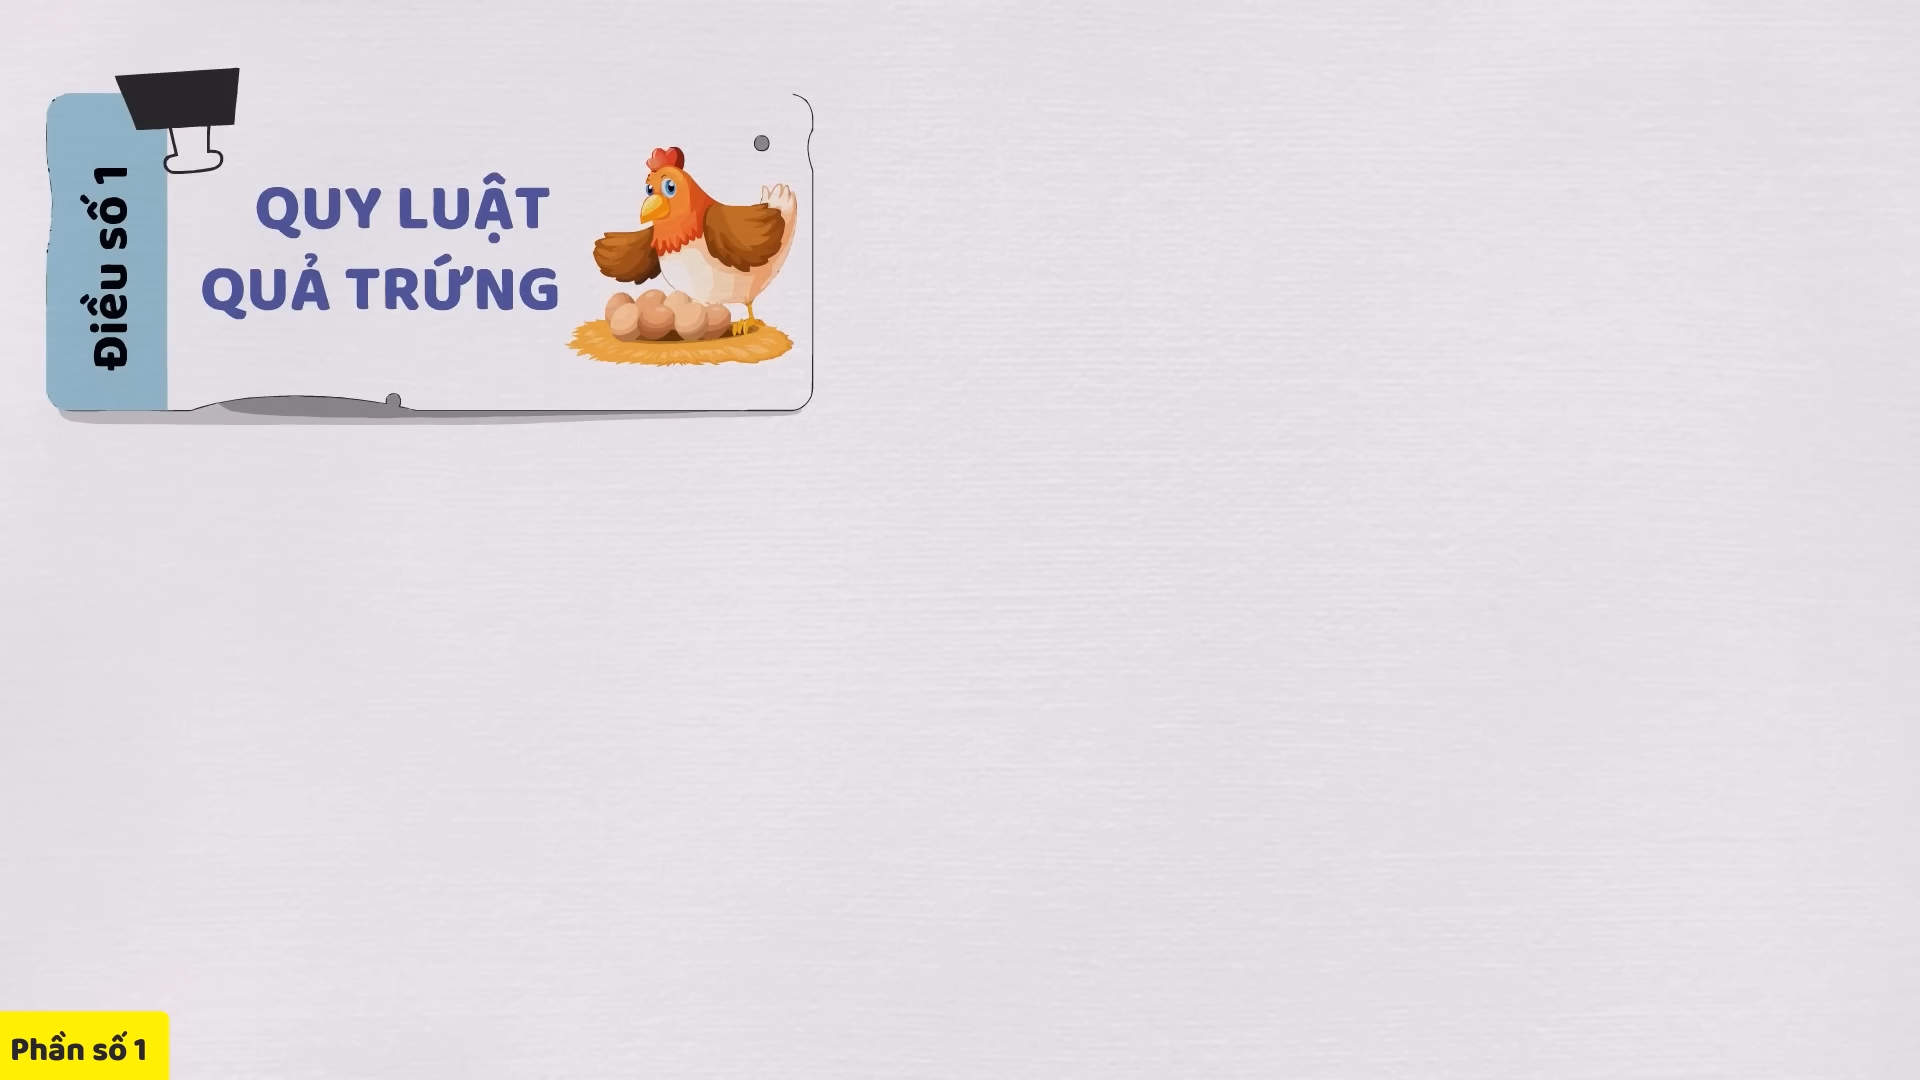 Điều số 1
QUY LUẬT
QUẢ TRỨNG
Phần số 1